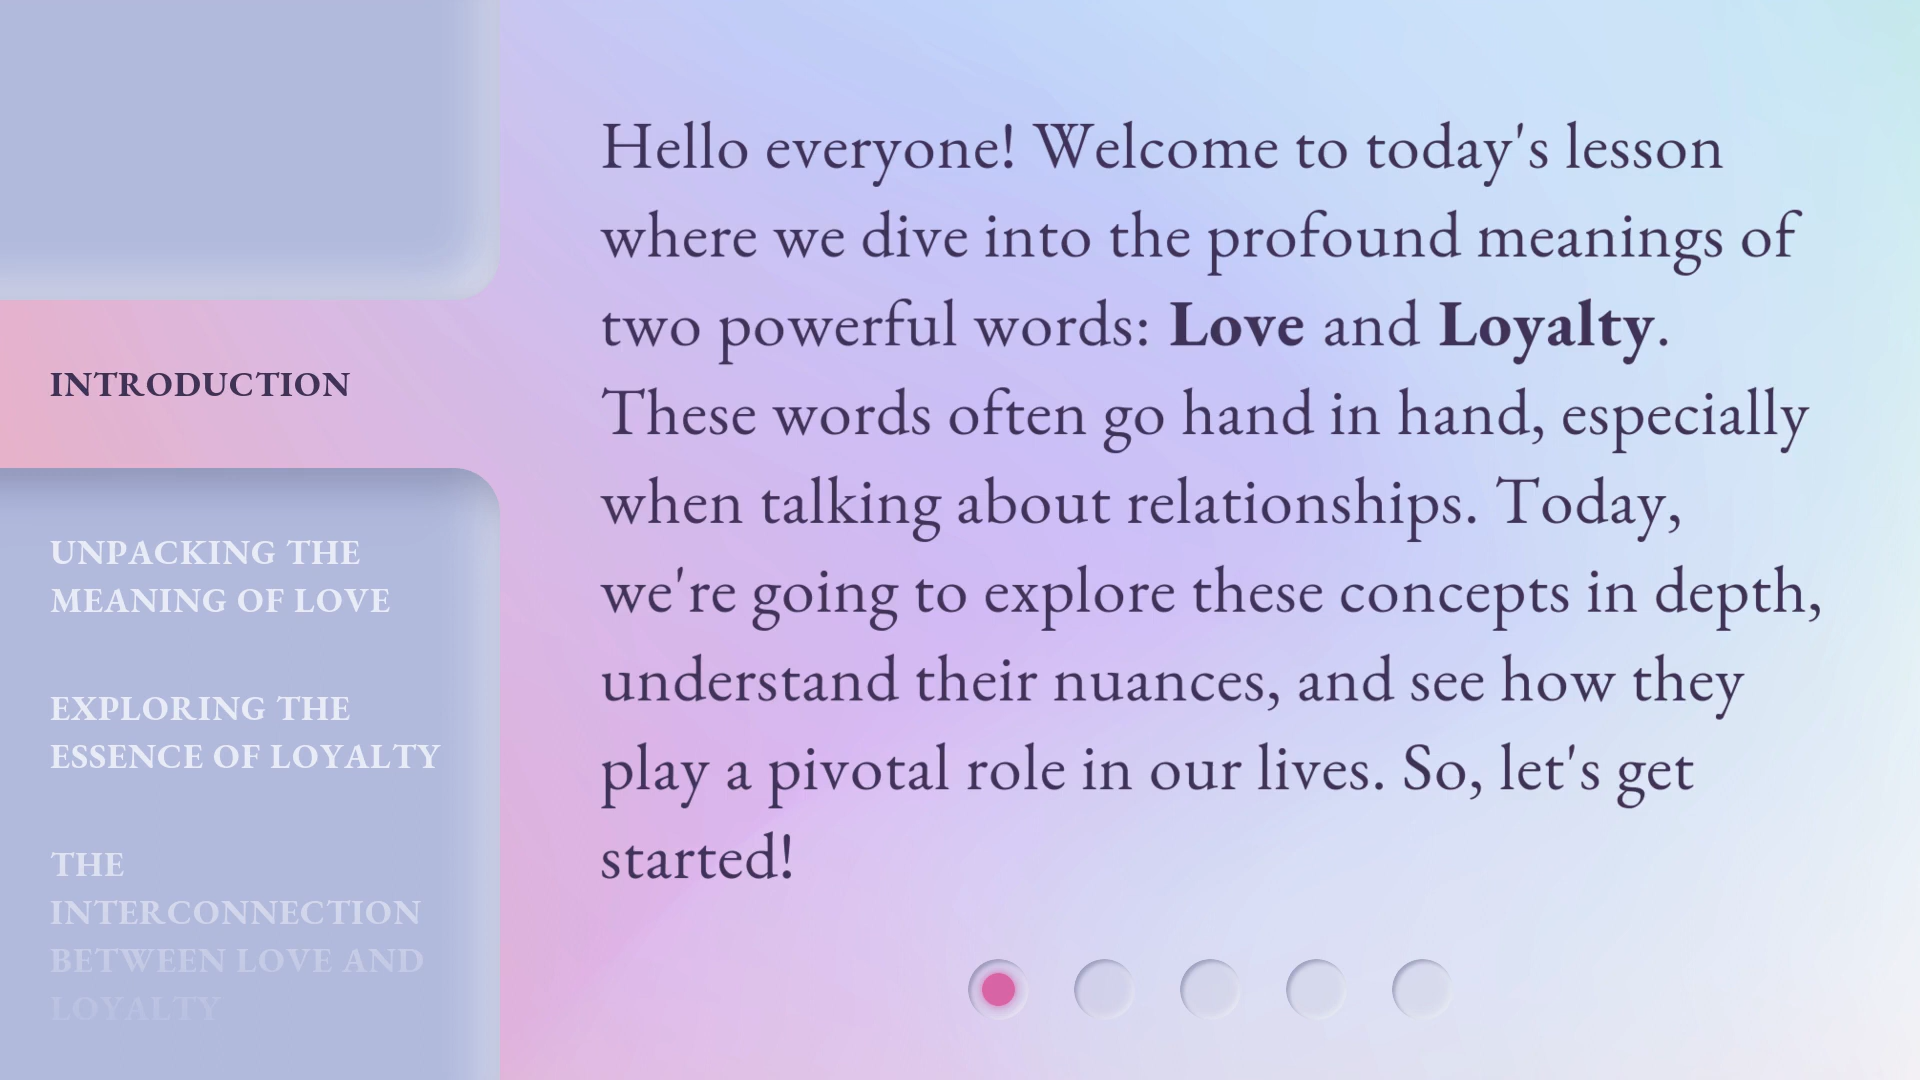 INTRODUCTION
UNPACKING THE
MEANING OF LOVE
EXPLORING THE
ESSENCE OF LOYALTY
THE
INTERCONNECTION
BETWEEN LOVE AND
LOYALTY
Hello everyone! Welcome to today's lesson
where we dive into the profound meanings of
two powerful words: Love and Loyalty.
These words often go hand in hand, especially
when talking about relationships. Today,
we're going to explore these concepts in depth,
understand their nuances, and see how they
play a pivotal role in our lives. So, let's get
started!